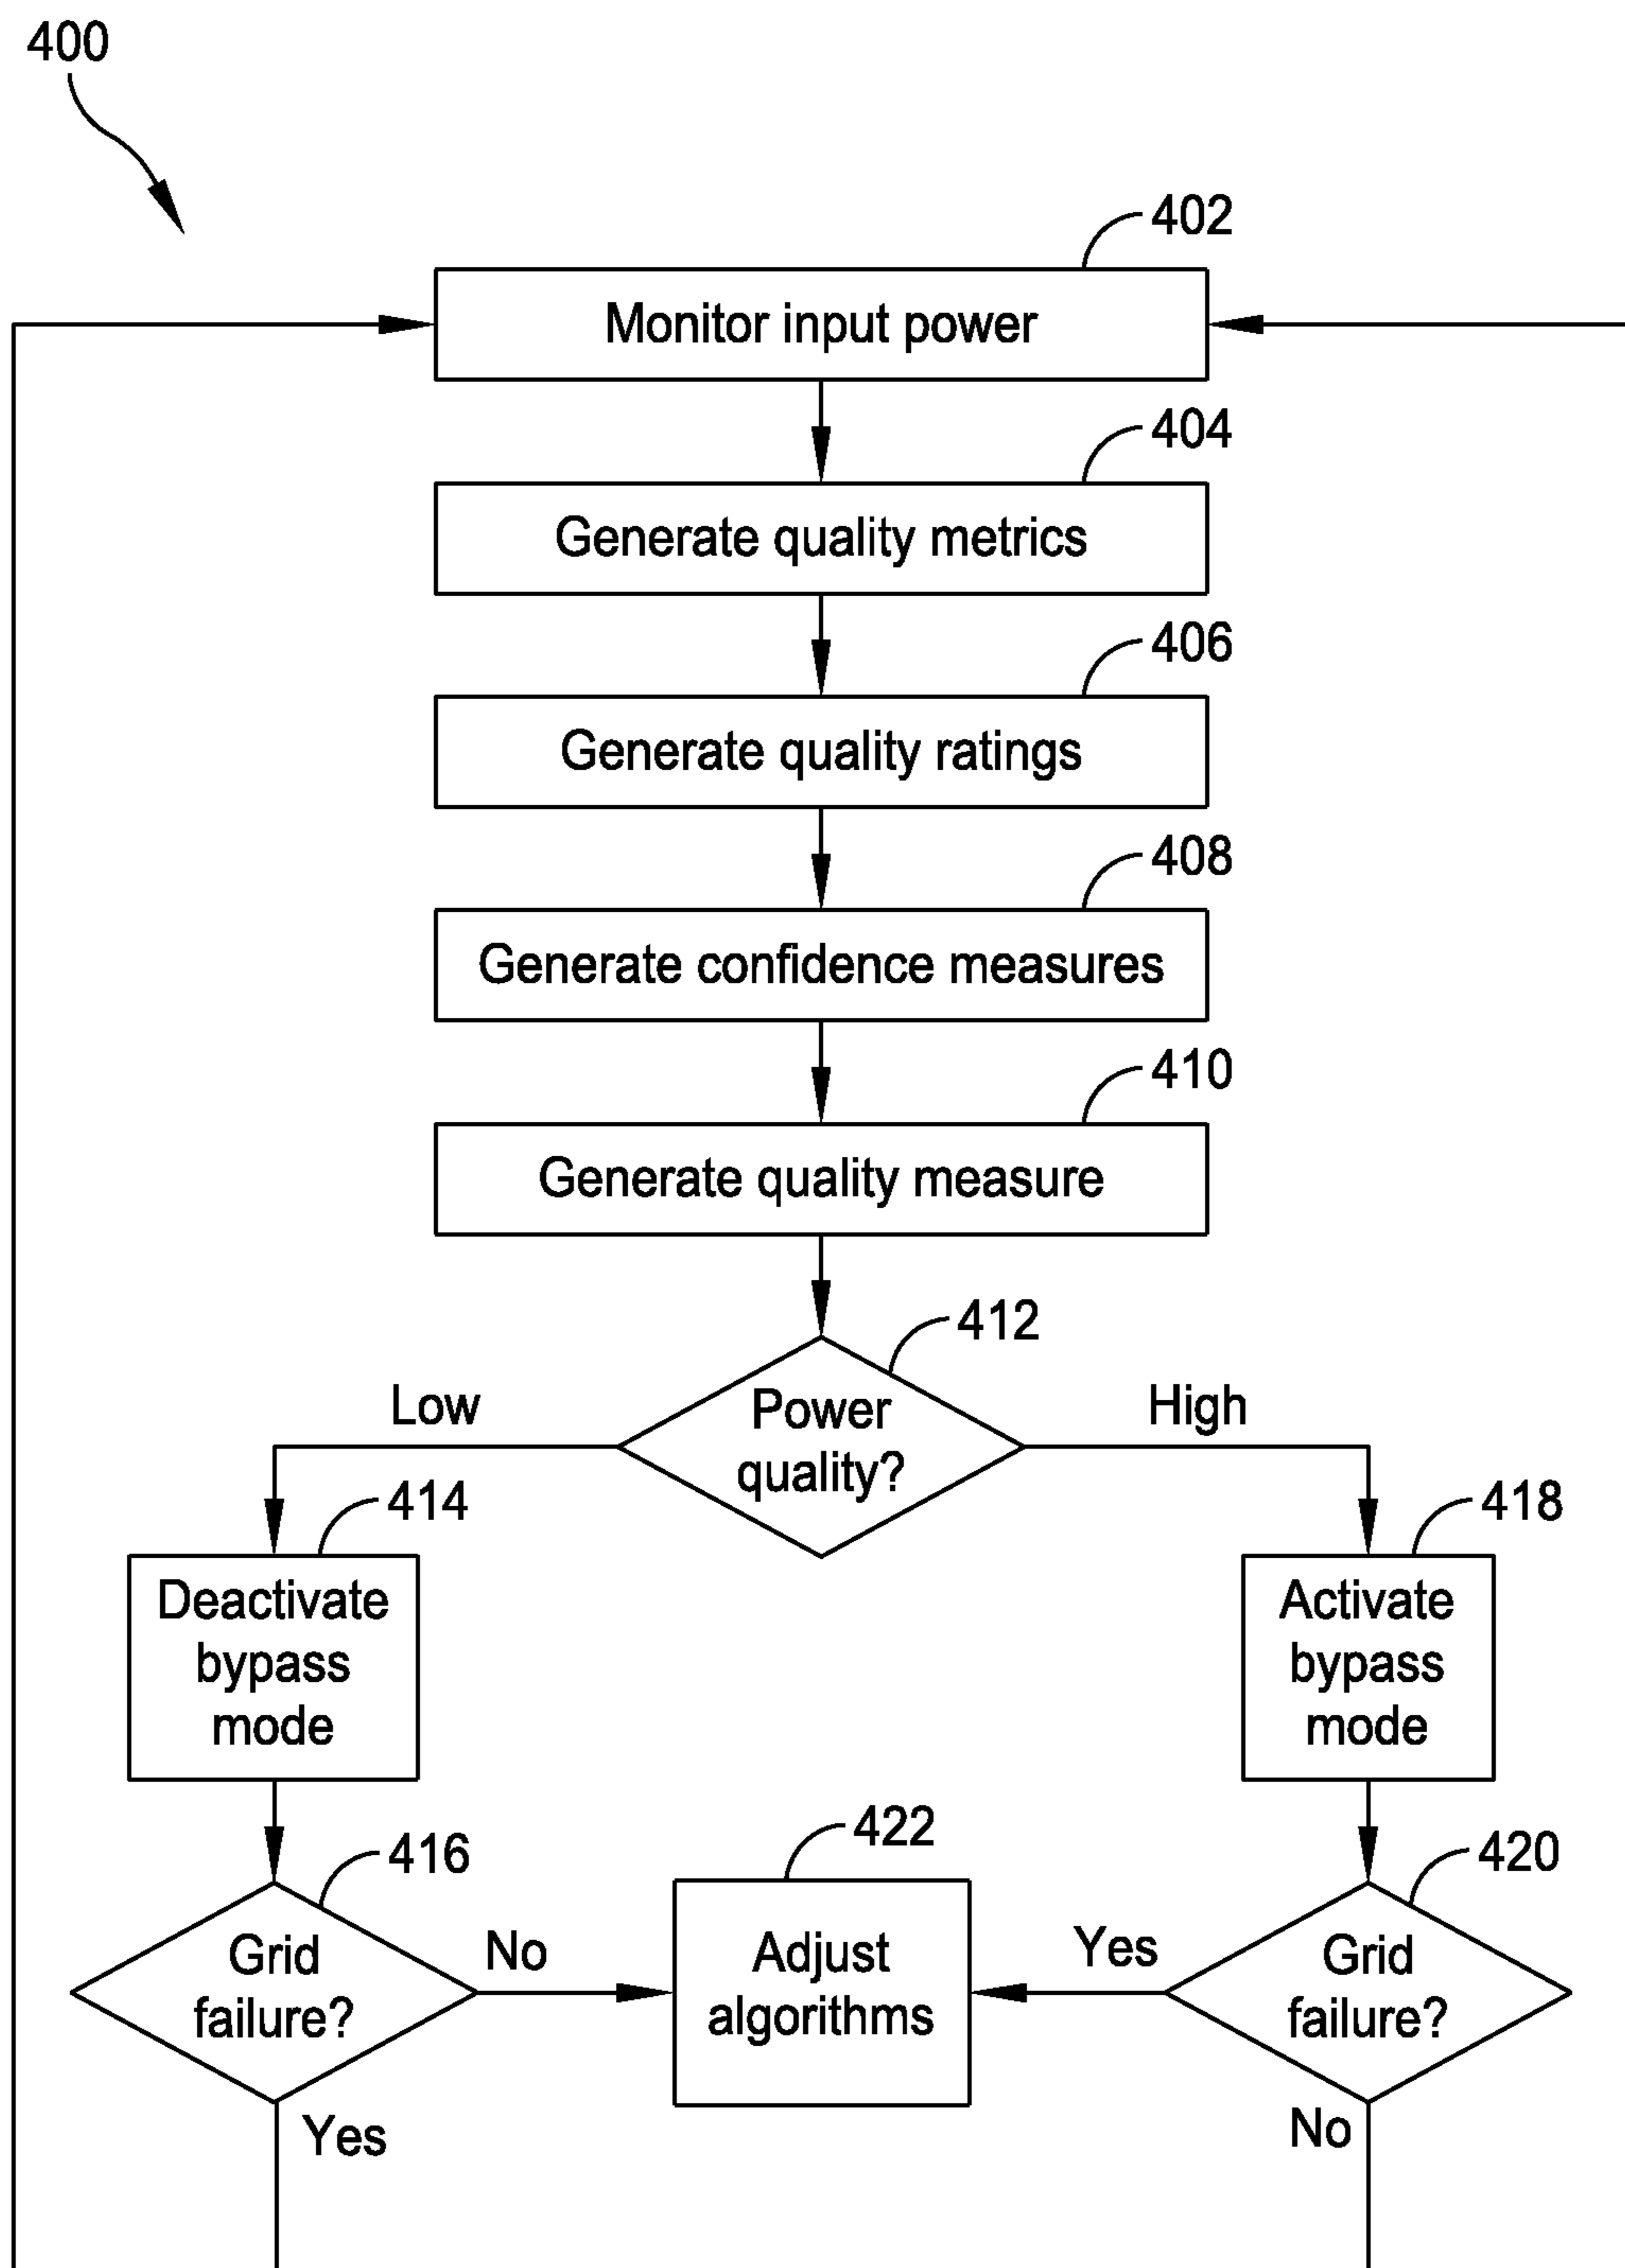 400
402
Monitor input power
404
Generate quality metrics
406
Generate quality ratings
408
Generate confidence measures
410
Generate quality measure
412
Low
Power
quality?
High
414
418
Deactivate
bypass
mode
Activate
bypass
mode
422
416
420
Grid
failure?
No
Adjust
algorithms
Yes
Grid
failure?
Yes
No